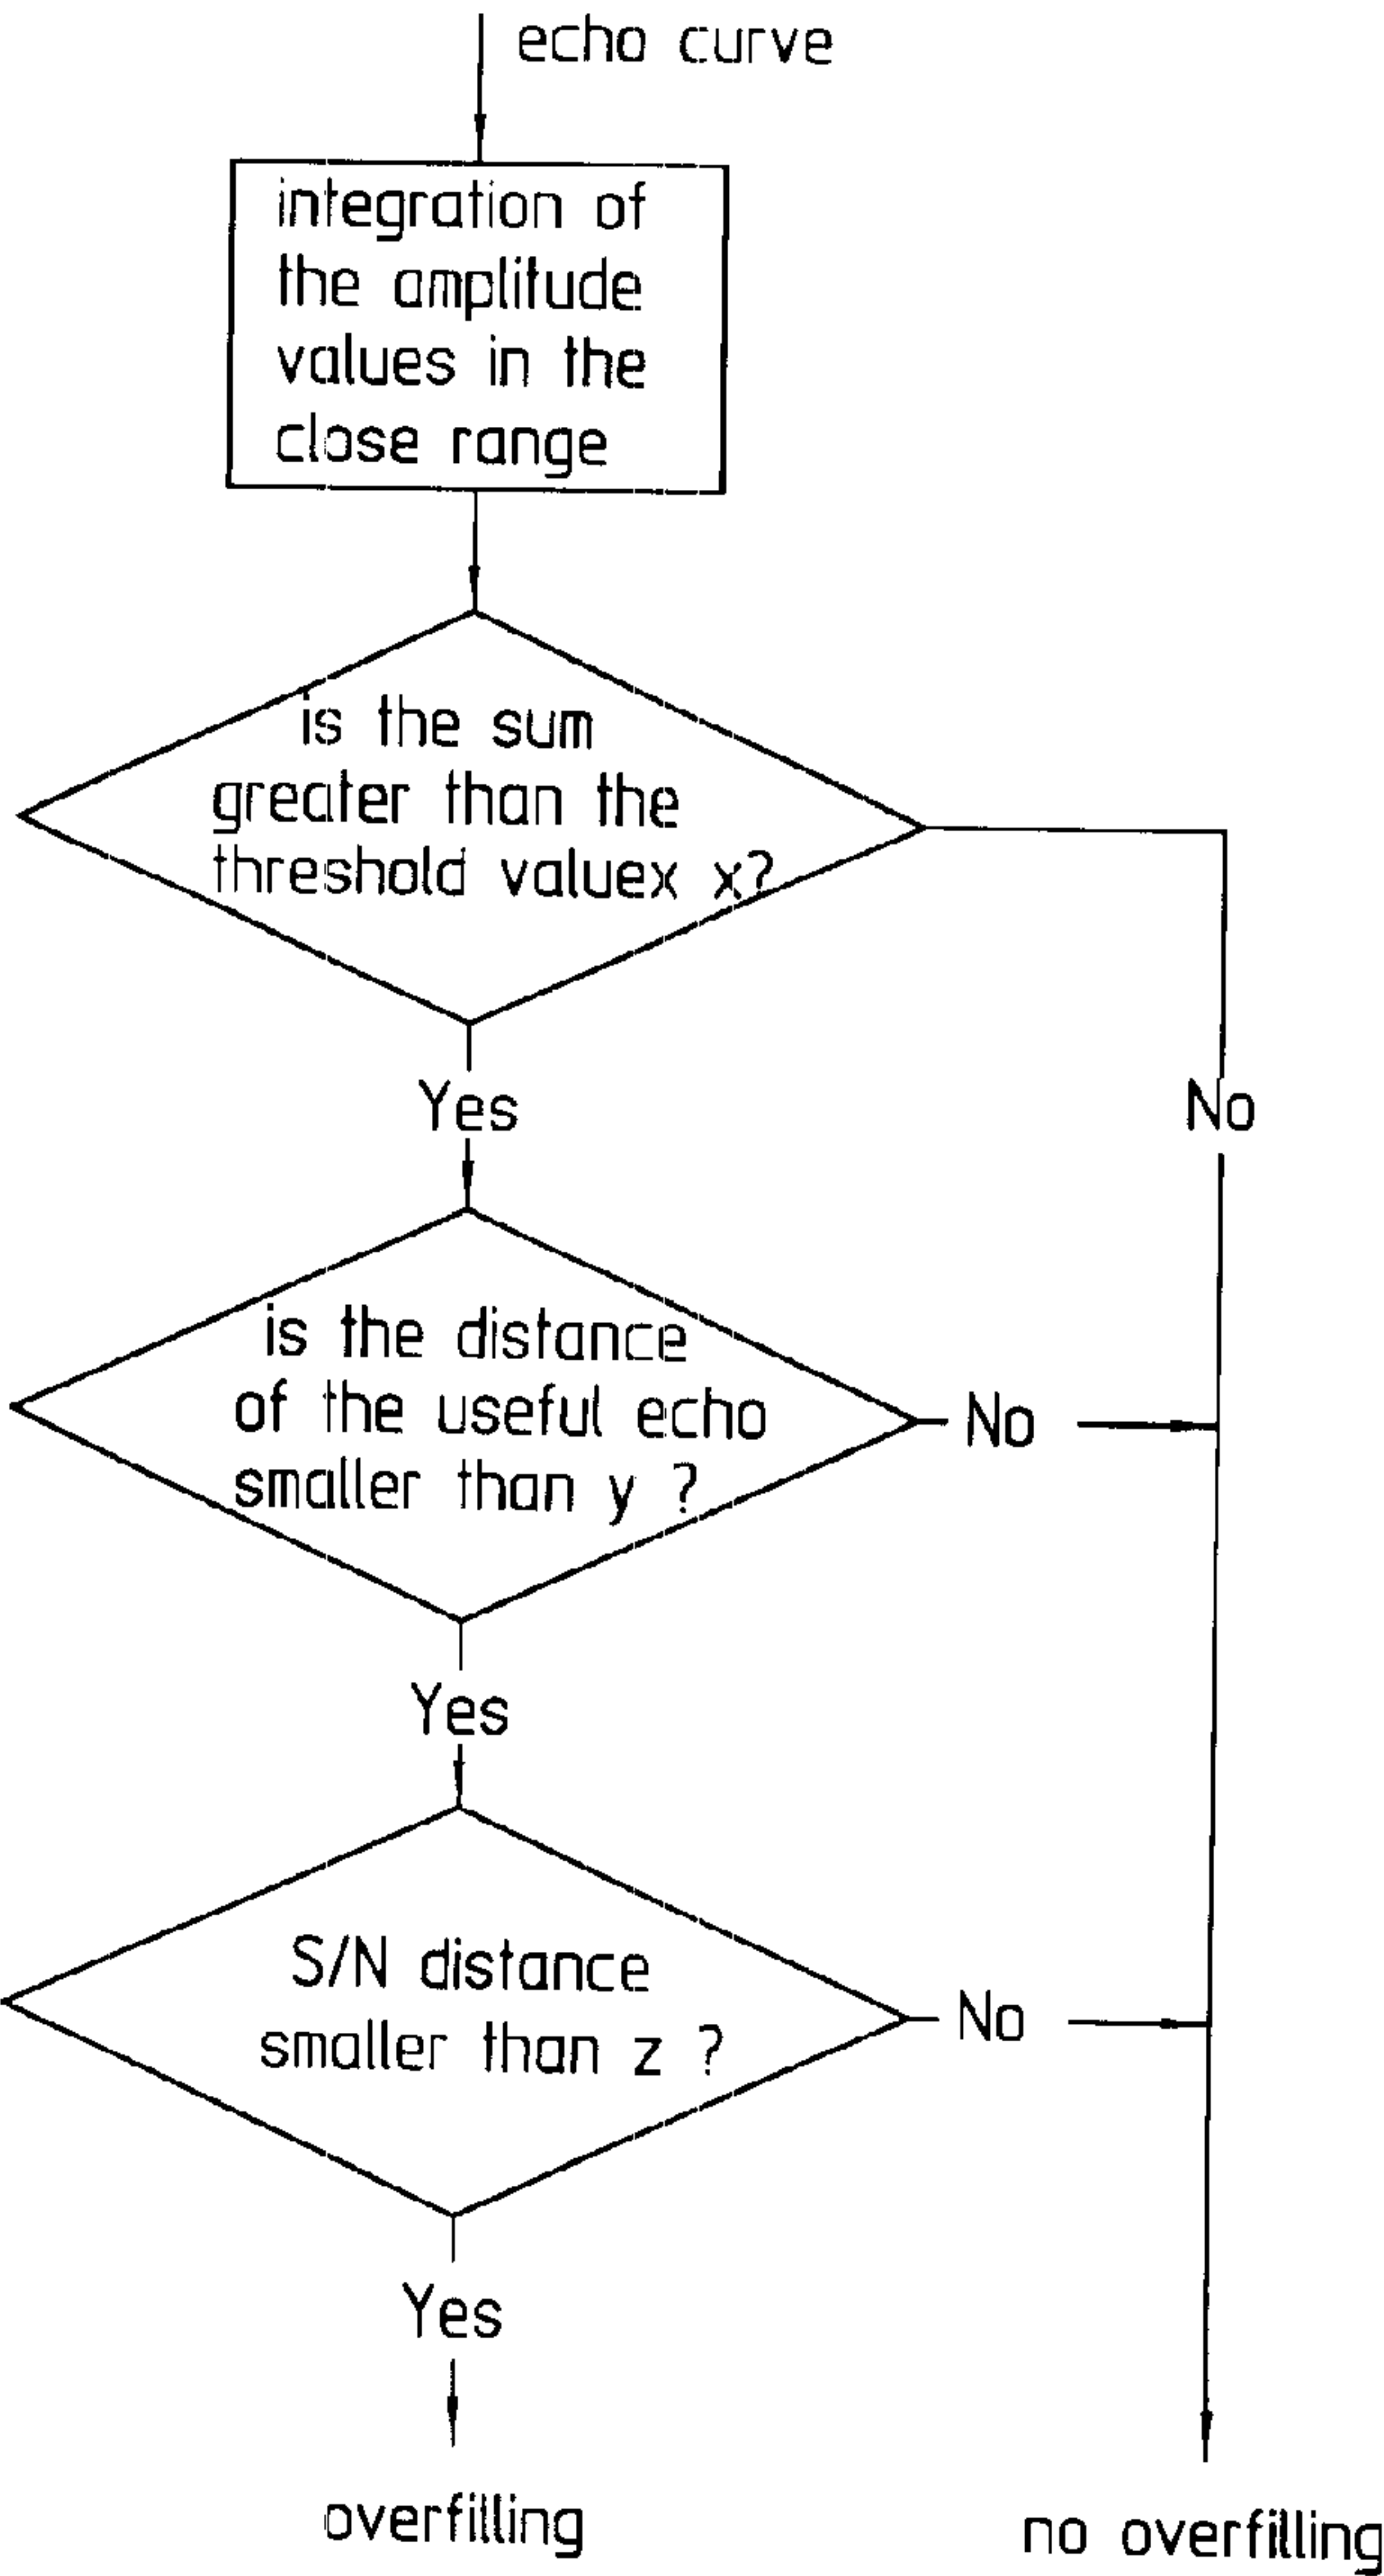 echo curve
integration of
the amplitude
values in the
close range
is the sum
greater than the
threshold valuex x?
Yes
No
is the distance
of the useful echo
smaller than y ?
No
Yes
S/N distance
smaller than z ?
No
Yes
overfilling
no overfilling